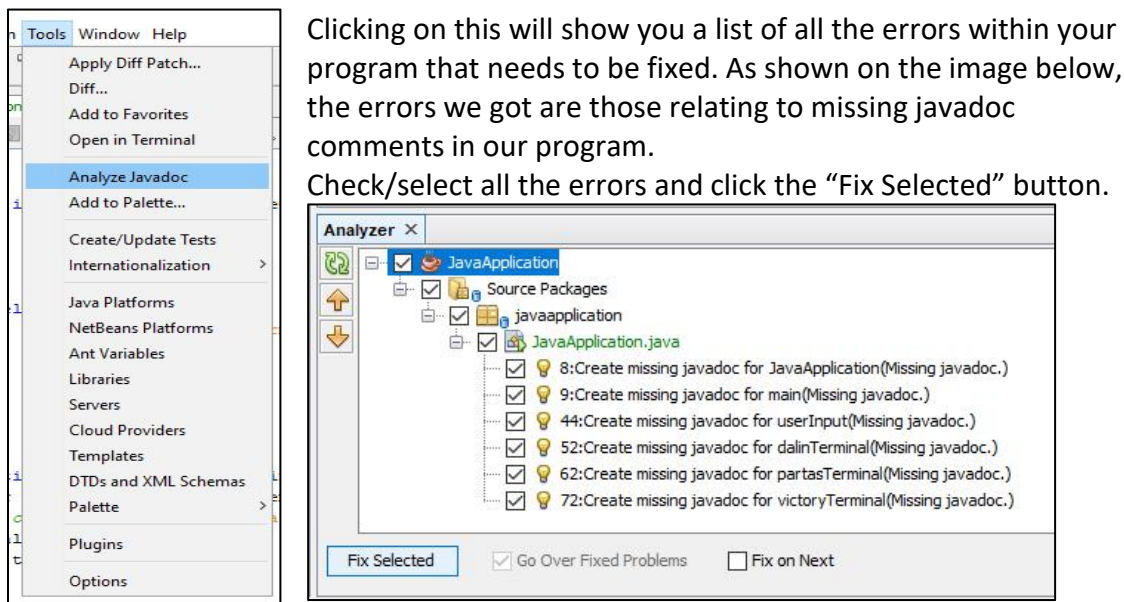 Tools Window Help
Apply Diff Patch...
Diff...
Add to Favorites
Open in Terminal
Analyze Javadoc
Add to Palette...
Create/Update Tests
Internationalization >
Java Platforms
NetBeans Platforms
Ant Variables
Libraries
Servers
Cloud Providers
Templates
DTDs and XML Schemas
Palette >
Plugins
Options
Clicking on this will show you a list of all the errors within your
program that needs to be fixed. As shown on the image below,
the errors we got are those relating to missing javadoc
comments in our program.
Check/select all the errors and click the “Fix Selected” button.
Analyzer ×
JavaApplication
Source Packages
javaapplication
JavaApplication.java
8:Create missing javadoc for JavaApplication(Missing javadoc.)
9:Create missing javadoc for main(Missing javadoc.)
44:Create missing javadoc for userInput(Missing javadoc.)
52:Create missing javadoc for dalinTerminal(Missing javadoc.)
62:Create missing javadoc for partasTerminal(Missing javadoc.)
72:Create missing javadoc for victoryTerminal(Missing javadoc.)
Fix Selected Go Over Fixed Problems Fix on Next